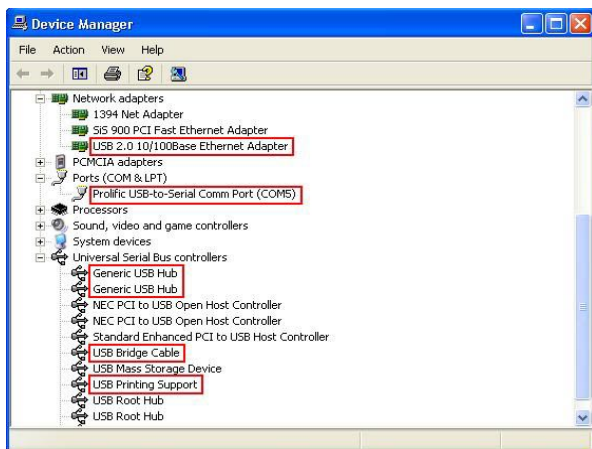 Device Manager
File Action View Help
Network adapters
1394 Net Adapter
SiS 900 PCI Fast Ethernet Adapter
USB 2.0 10/100Base Ethernet Adapter
PCMCIA adapters
Ports (COM & LPT)
Prolific USB-to-Serial Comm Port (COM5)
Processors
Sound, video and game controllers
System devices
Universal Serial Bus controllers
Generic USB Hub
Generic USB Hub
NEC PCI to USB Open Host Controller
NEC PCI to USB Open Host Controller
Standard Enhanced PCI to USB Host Controller
USB Bridge Cable
USB Mass Storage Device
USB Printing Support
USB Root Hub
USB Root Hub